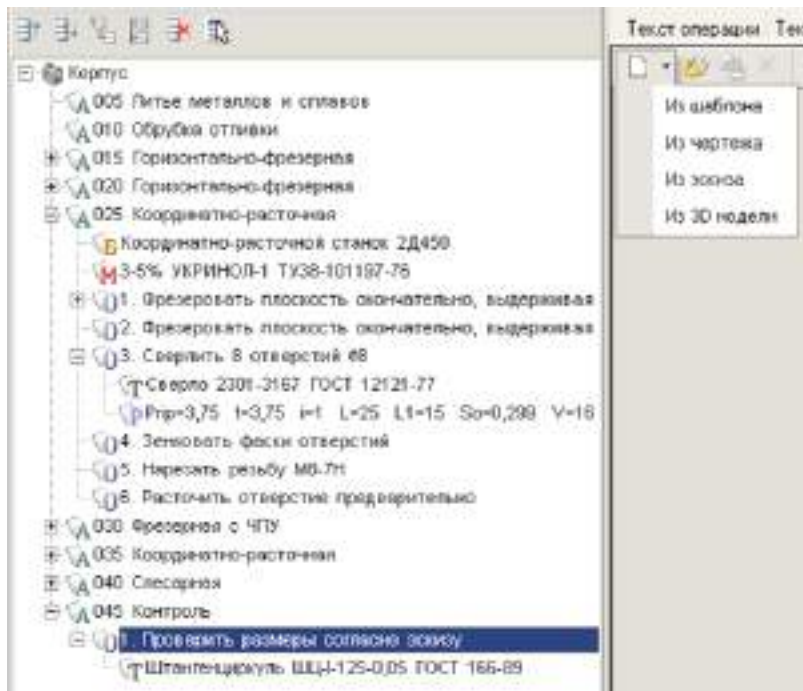 Текст операции Тек
Из шаблона
Из чертежа
Из эскиза
Из 3D модели
Корпус
А 005 Литье металлов и сплавов
А 010 Обрубка отливки
А 015 Горизонтально-фрезерная
А 020 Горизонтально-фрезерная
А 025 Координатно-расточная
Б Координатно-расточной станок 2Д450
М 3-5% УКРИНОЛ-1 ТУ38-101197-76
О 1. Фрезеровать плоскость окончательно, выдерживая
О 2. Фрезеровать плоскость окончательно, выдерживая
О 3. Сверлить 8 отверстий ø8
Т Сверло 2301-3167 ГОСТ 12121-77
Р Pпр=3,75 t=3,75 i=1 L=25 L1=15 So=0,299 V=16
О 4. Зенковать фаски отверстий
О 5. Нарезать резьбу М8-7Н
О 6. Расточить отверстие предварительно
А 030 Фрезерная с ЧПУ
А 035 Координатно-расточная
А 040 Слесарная
А 045 Контроль
О 1. Проверить размеры согласно эскизу
Т Штангенциркуль ШЦ-I-125-0,05 ГОСТ 166-89